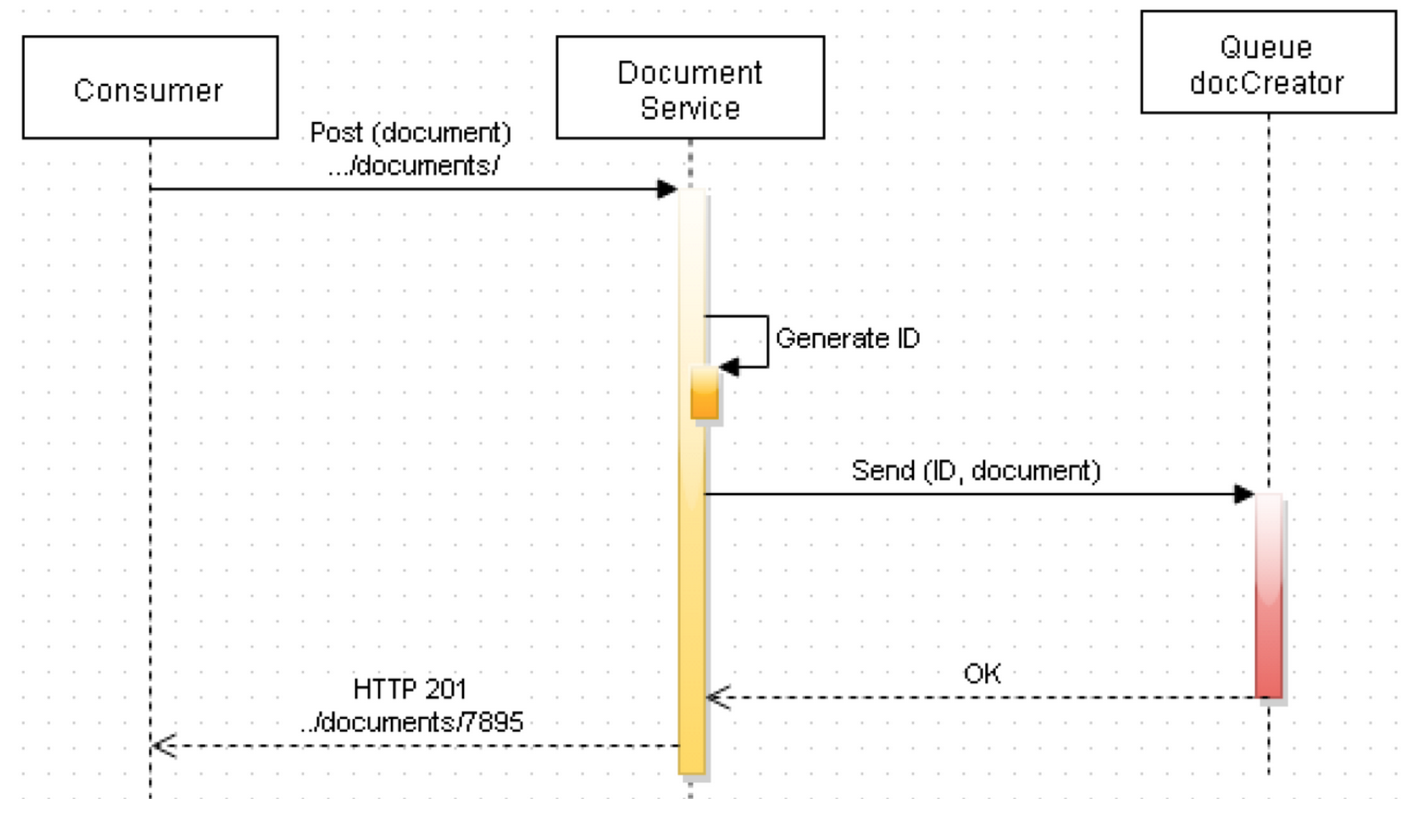 Consumer
Document
Service
Queue
docCreator
Post (document)
.../documents/
Generate ID
Send (ID, document)
OK
HTTP 201
../documents/7895